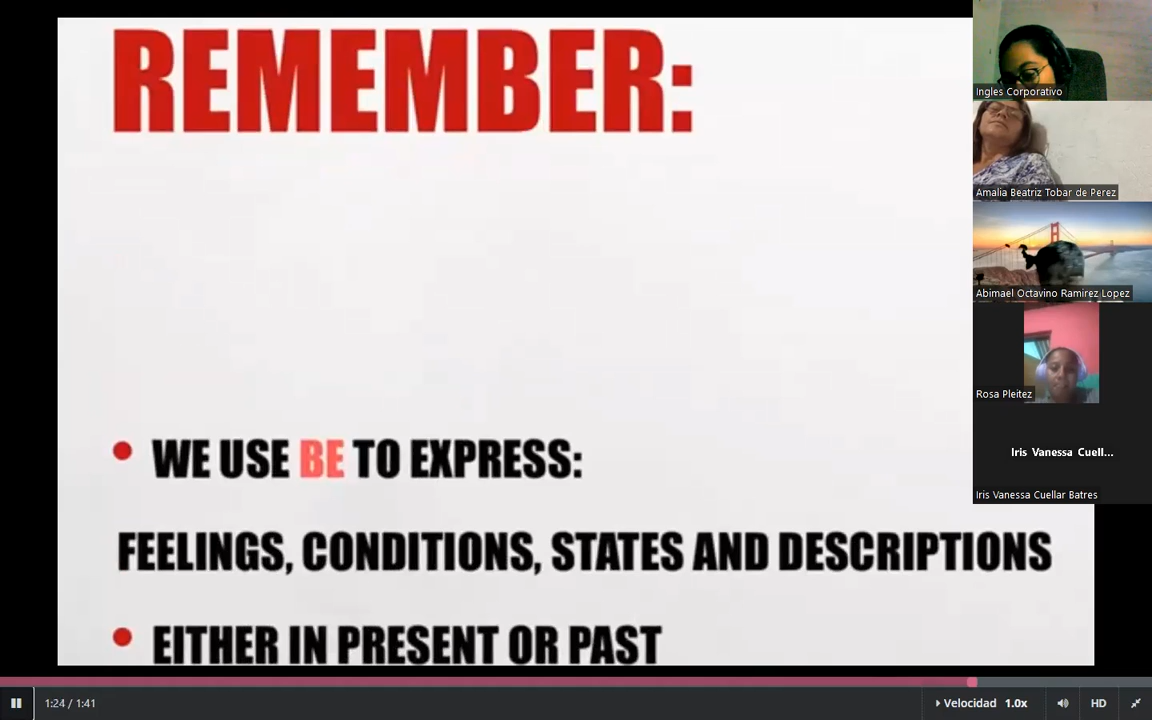 REMEMBER:
• WE USE BE TO EXPRESS:
FEELINGS, CONDITIONS, STATES AND DESCRIPTIONS
• EITHER IN PRESENT OR PAST
Ingles Corporativo
Amalia Beatriz Tobar de Perez
Abimael Octavino Ramirez Lopez
Rosa Pleitez
Iris Vanessa Cuell...
Iris Vanessa Cuellar Batres
1:24 / 1:41
Velocidad 1.0x
HD